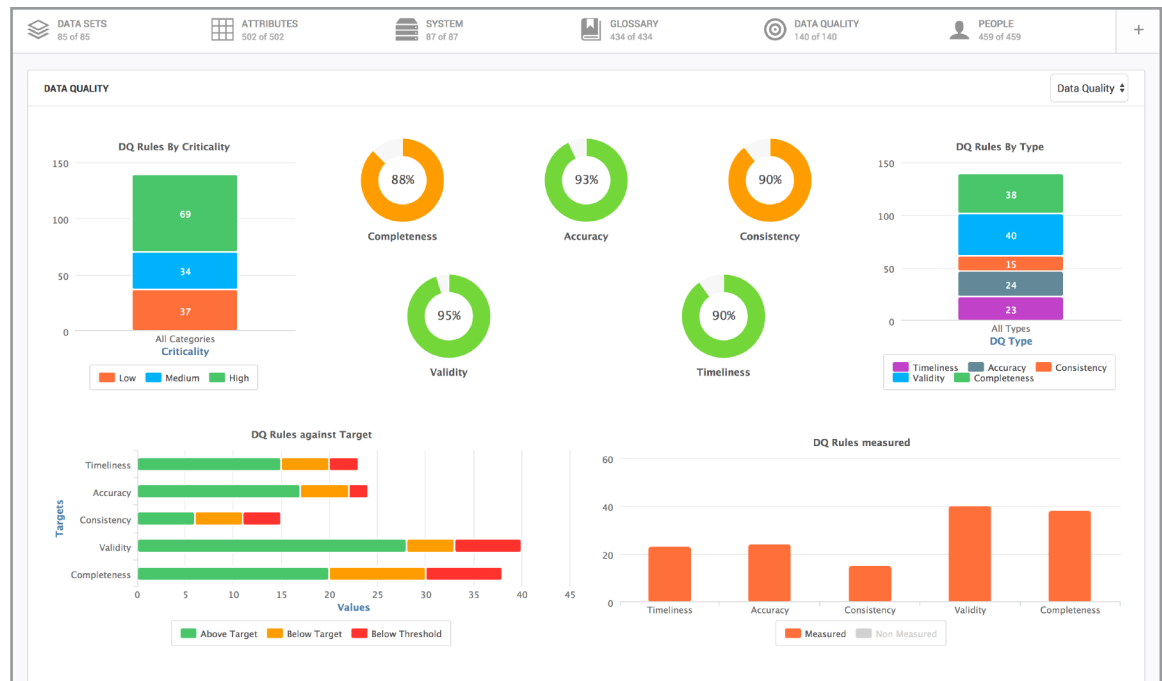 DATA SETS
85 of 85
ATTRIBUTES
502 of 502
SYSTEM
87 of 87
GLOSSARY
434 of 434
DATA QUALITY
140 of 140
PEOPLE
459 of 459
+
DATA QUALITY
Data Quality
DQ Rules By Criticality
150
100
50
0
69
34
37
All Categories
Criticality
Low Medium High
88%
Completeness
93%
Accuracy
90%
Consistency
95%
Validity
90%
Timeliness
DQ Rules By Type
150
100
50
0
38
40
15
24
23
All Types
DQ Type
Timeliness Accuracy Consistency
Validity Completeness
DQ Rules against Target
Targets
Timeliness
Accuracy
Consistency
Validity
Completeness
0 5 10 15 20 25 30 35 40 45
Values
Above Target Below Target Below Threshold
DQ Rules measured
60
40
20
0
Timeliness Accuracy Consistency Validity Completeness
Measured Non Measured